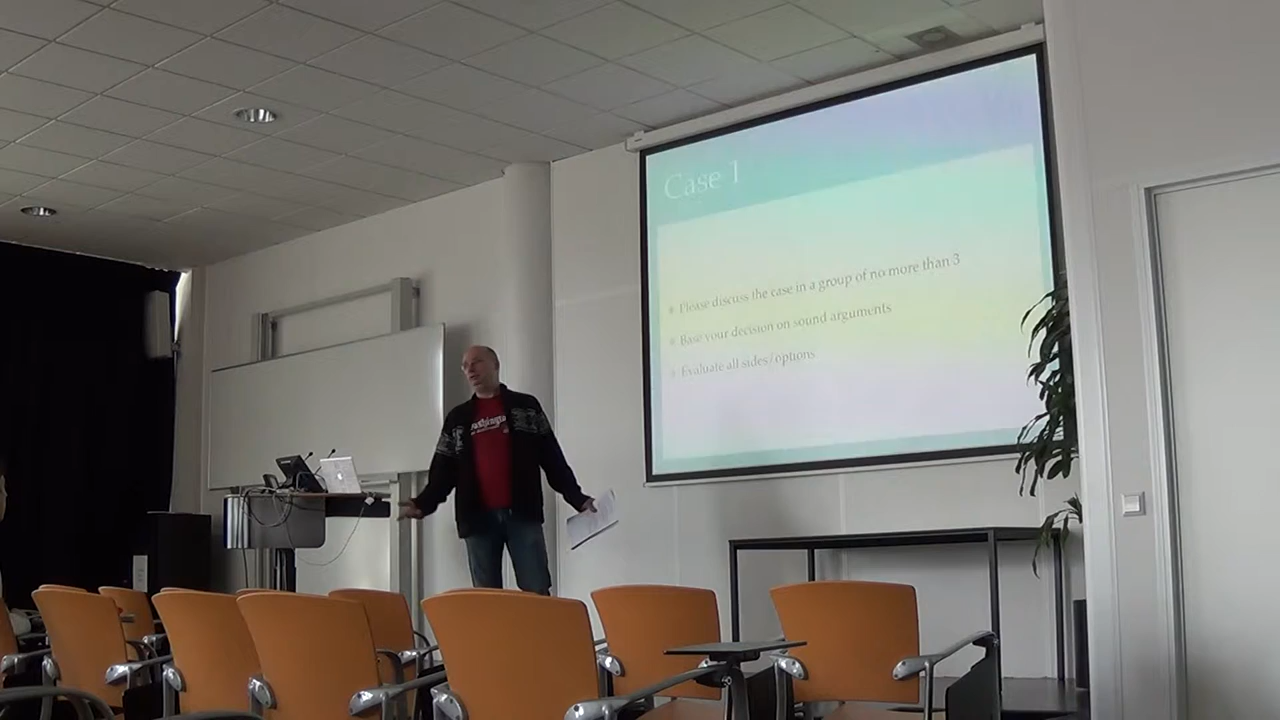 Case 1
Please discuss the case in a group of no more than 3
Base your decision on sound arguments
Evaluate all sides/options